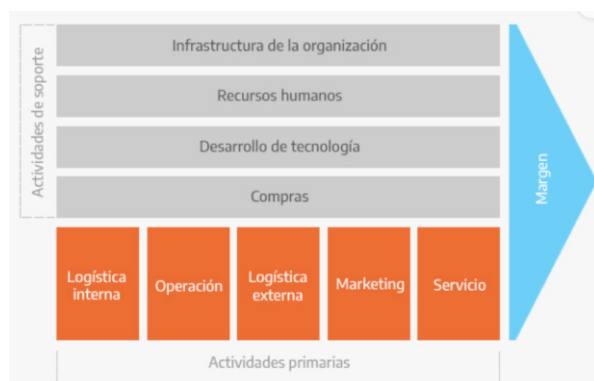 Actividades de soporte
Infrastructura de la organización
Recursos humanos
Desarrollo de tecnología
Compras
Logística
interna
Operación
Logística
externa
Marketing
Servicio
Margen
Actividades primarias